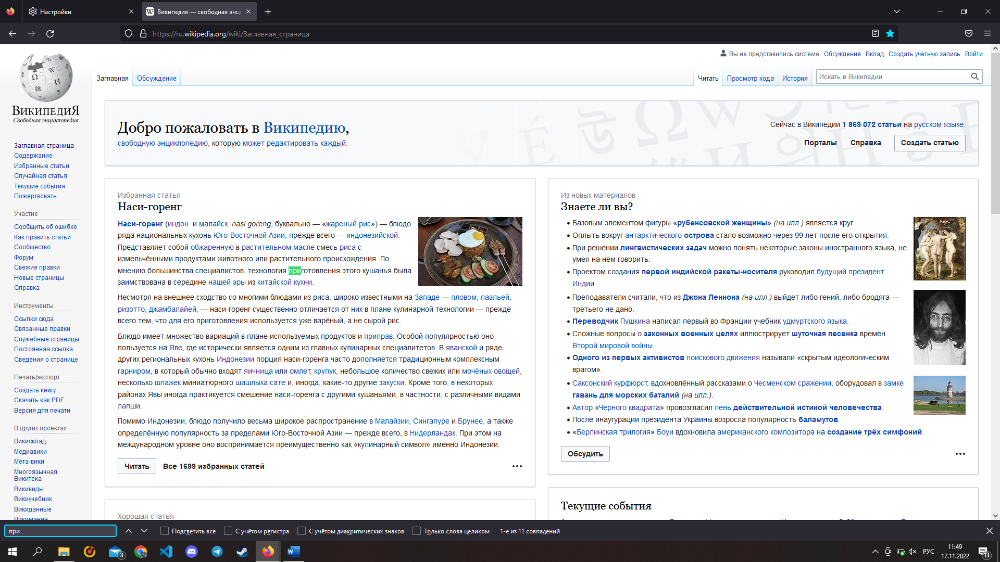 Настройки
Википедия — свободная энц
https://ru.wikipedia.org/wiki/Заглавная_страница
Вы не представились системе Обсуждение Вклад Создать учётную запись Войти
Заглавная Обсуждение
Читать Просмотр кода История
Искать в Википедии
ВикипедиЯ
Свободная энциклопедия
Заглавная страница
Содержание
Избранные статьи
Случайная статья
Текущие события
Пожертвовать
Участие
Сообщить об ошибке
Как править статьи
Сообщество
Форум
Свежие правки
Новые страницы
Справка
Инструменты
Ссылки сюда
Связанные правки
Служебные страницы
Постоянная ссылка
Сведения о странице
Печать/экспорт
Создать книгу
Скачать как PDF
Версия для печати
В других проектах
Викисклад
Медиавики
Мета-вики
Многоязычная
Викитека
Викивиды
Викиучебник
Викиданные
Викимания
Добро пожаловать в Википедию,
свободную энциклопедию, которую может редактировать каждый.
Сейчас в Википедии 1 869 072 статьи на русском языке.
Порталы Справка Создать статью
Избранная статья
Наси-горенг
Наси-горенг (индон. и малайск. nasi goreng, буквально — «жареный рис») — блюдо
ряда национальных кухонь Юго-Восточной Азии, прежде всего — индонезийской.
Представляет собой обжаренную в растительном масле смесь риса с
измельчёнными продуктами животного или растительного происхождения. По
мнению большинства специалистов, технология приготовления этого кушанья была
заимствована в середине нашей эры из китайской кухни.
Несмотря на внешнее сходство со многими блюдами из риса, широко известными на Западе — пловом, паэльей,
ризотто, джамбалайей, — наси-горенг существенно отличается от них в плане кулинарной технологии — прежде
всего тем, что для его приготовления используется уже варёный, а не сырой рис.
Блюдо имеет множество вариаций в плане используемых продуктов и приправ. Особой популярностью оно
пользуется на Яве, где исторически является одним из главных кулинарных специалитетов. В яванской и ряде
других региональных кухонь Индонезии порция наси-горенга часто дополняется традиционным комплексным
гарниром, в который обычно входят яичница или омлет, крупук, небольшое количество свежих или мочёных овощей,
несколько шпажек миниатюрного шашлыка сате и, иногда, какие-то другие закуски. Кроме того, в некоторых
районах Явы иногда практикуется смешение наси-горенга с другими кушаньями, в частности, с различными видами
лапши.
Помимо Индонезии, блюдо получило весьма широкое распространение в Малайзии, Сингапуре и Брунее, а также
определённую популярность за пределами Юго-Восточной Азии — прежде всего, в Нидерландах. При этом на
международном уровне оно воспринимается преимущественно как «кулинарный символ» именно Индонезии.
Читать Все 1699 избранных статей
Хорошая статья
Из новых материалов
Знаете ли вы?
Базовым элементом фигуры «рубенсовской женщины» (на илл.) является круг.
Оплыть вокруг антарктического острова стало возможно через 99 лет после его открытия.
При решении лингвистических задач можно понять некоторые законы иностранного языка, не
умея на нём говорить.
Проектом создания первой индийской ракеты-носителя руководил будущий президент
Индии.
Преподаватели считали, что из Джона Леннона (на илл.) выйдет либо гений, либо бродяга —
третьего не дано.
Переводчик Пушкина написал первый во Франции учебник удмуртского языка.
Сложные вопросы о законных военных целях иллюстрирует шуточная песенка времён
Второй мировой войны.
Одного из первых активистов поискового движения называли «скрытым идеологическим
врагом».
Саксонский курфюрст, вдохновлённый рассказами о Чесменском сражении, оборудовал в замке
гавань для морских баталий (на илл.).
Автор «Чёрного квадрата» провозгласил лень действительной истиной человечества.
После инаугурации президента Украины возросла популярность баламутов.
«Берлинская трилогия» Боуи вдохновила американского композитора на создание трёх симфоний.
Обсудить
Текущие события
при
Подсветить все С учётом регистра С учётом диакритических знаков Только слова целиком 1-е из 11 совпадений
3
РУС
11:49
17.11.2022
13